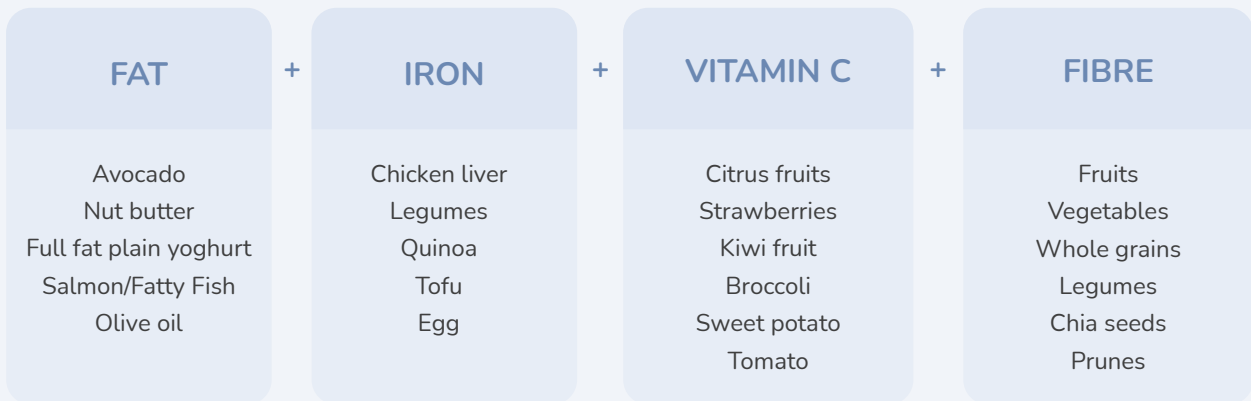 FAT
+
IRON
+
VITAMIN C
+
FIBRE
Avocado
Nut butter
Full fat plain yoghurt
Salmon/Fatty Fish
Olive oil
Chicken liver
Legumes
Quinoa
Tofu
Egg
Citrus fruits
Strawberries
Kiwi fruit
Broccoli
Sweet potato
Tomato
Fruits
Vegetables
Whole grains
Legumes
Chia seeds
Prunes